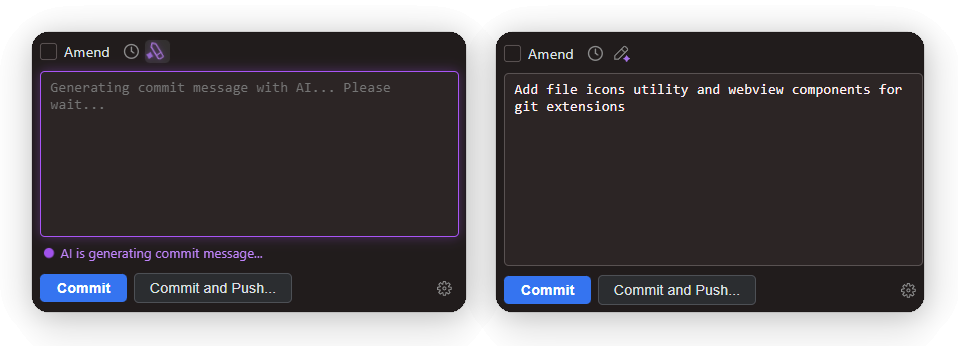 Amend
Generating commit message with AI... Please
wait...
AI is generating commit message...
Commit
Commit and Push...
Amend
Add file icons utility and webview components for
git extensions
Commit
Commit and Push...